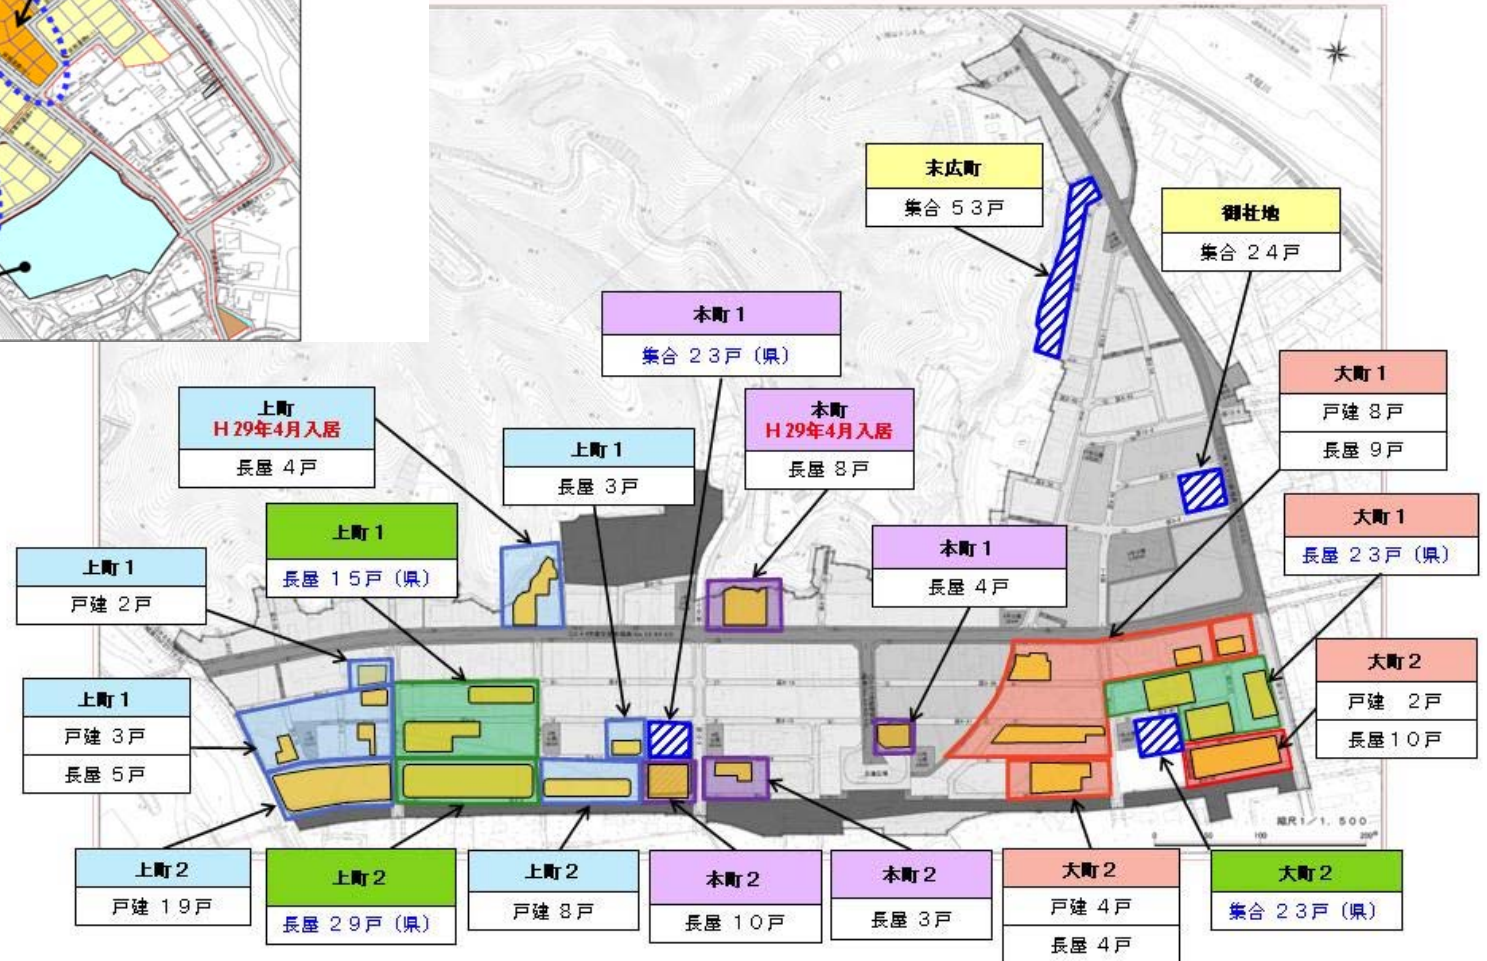 末広町
集合 53戸
御社地
集合 24戸
本町1
集合 23戸（県）
大町1
戸建 8戸
長屋 9戸
上町
H29年4月入居
長屋 4戸
本町
H29年4月入居
長屋 8戸
上町1
長屋 3戸
上町1
長屋 15戸（県）
大町1
長屋 23戸（県）
本町1
長屋 4戸
上町1
戸建 2戸
大町2
戸建 2戸
長屋10戸
上町1
戸建 3戸
長屋 5戸
縮尺1／1，500
0
50
100
200m
上町2
戸建 19戸
上町2
長屋 29戸（県）
上町2
戸建 8戸
本町2
長屋 10戸
本町2
長屋 3戸
大町2
戸建 4戸
長屋 4戸
大町2
集合 23戸（県）